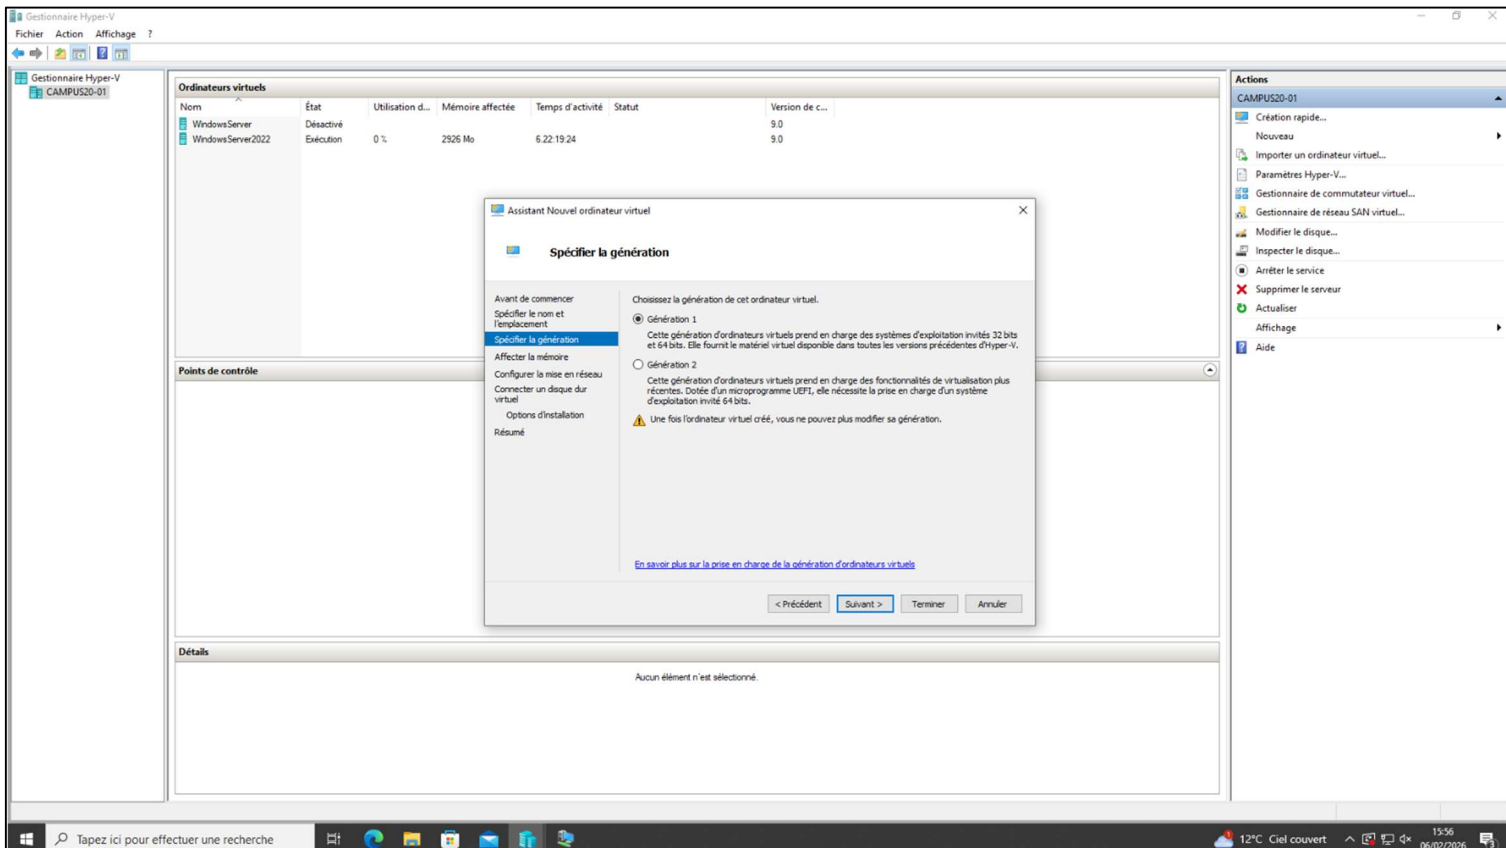 Gestionnaire Hyper-V
Fichier Action Affichage ?
Gestionnaire Hyper-V
CAMPUS20-01
Ordinateurs virtuels
Nom État Utilisation d... Mémoire affectée Temps d'activité Statut Version de c...
WindowsServer Désactivé 9.0
WindowsServer2022 Exécution 0 % 2926 Mo 6.22:19:24 9.0
Assistant Nouvel ordinateur virtuel
Spécifier la génération
Avant de commencer
Spécifier le nom et
l'emplacement
Spécifier la génération
Affecter la mémoire
Configurer la mise en réseau
Connecter un disque dur
virtuel
Options d'installation
Résumé
Choisissez la génération de cet ordinateur virtuel.
Génération 1
Cette génération d'ordinateurs virtuels prend en charge des systèmes d'exploitation invités 32 bits
et 64 bits. Elle fournit le matériel virtuel disponible dans toutes les versions précédentes d'Hyper-V.
Génération 2
Cette génération d'ordinateurs virtuels prend en charge des fonctionnalités de virtualisation plus
récentes. Dotée d'un microprogramme UEFI, elle nécessite la prise en charge d'un système
d'exploitation invité 64 bits.
Une fois l'ordinateur virtuel créé, vous ne pouvez plus modifier sa génération.
En savoir plus sur la prise en charge de la génération d'ordinateurs virtuels
< Précédent Suivant > Terminer Annuler
Points de contrôle
Détails
Aucun élément n'est sélectionné.
Actions
CAMPUS20-01
Création rapide...
Nouveau
Importer un ordinateur virtuel...
Paramètres Hyper-V...
Gestionnaire de commutateur virtuel...
Gestionnaire de réseau SAN virtuel...
Modifier le disque...
Inspecter le disque...
Arrêter le service
Supprimer le serveur
Actualiser
Affichage
Aide
Tapez ici pour effectuer une recherche
12°C Ciel couvert
15:56
06/02/2026